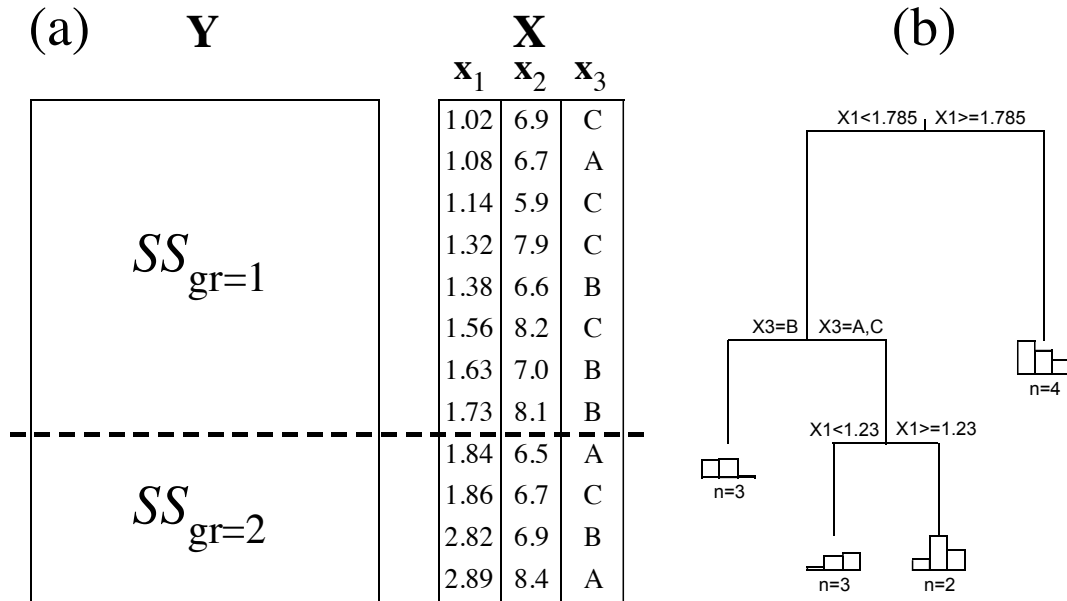 (a) Y X (b)
x1 x2 x3
1.02 6.9 C
1.08 6.7 A
1.14 5.9 C
1.32 7.9 C
1.38 6.6 B
1.56 8.2 C
1.63 7.0 B
1.73 8.1 B
1.84 6.5 A
1.86 6.7 C
2.82 6.9 B
2.89 8.4 A
SSgr=1
SSgr=2
X1<1.785 X1>=1.785
X3=B X3=A,C
n=4
X1<1.23 X1>=1.23
n=3
n=3 n=2